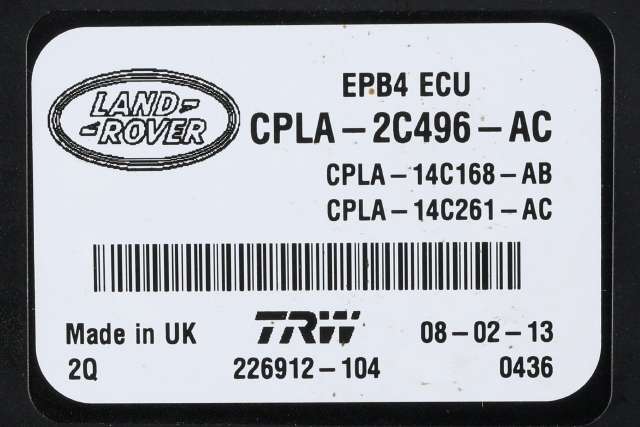 LAND-
-ROVER
EPB4 ECU
CPLA-2C496-AC
CPLA-14C168-AB
CPLA-14C261-AC
Made in UK TRW 08-02-13
2Q 226912-104 0436